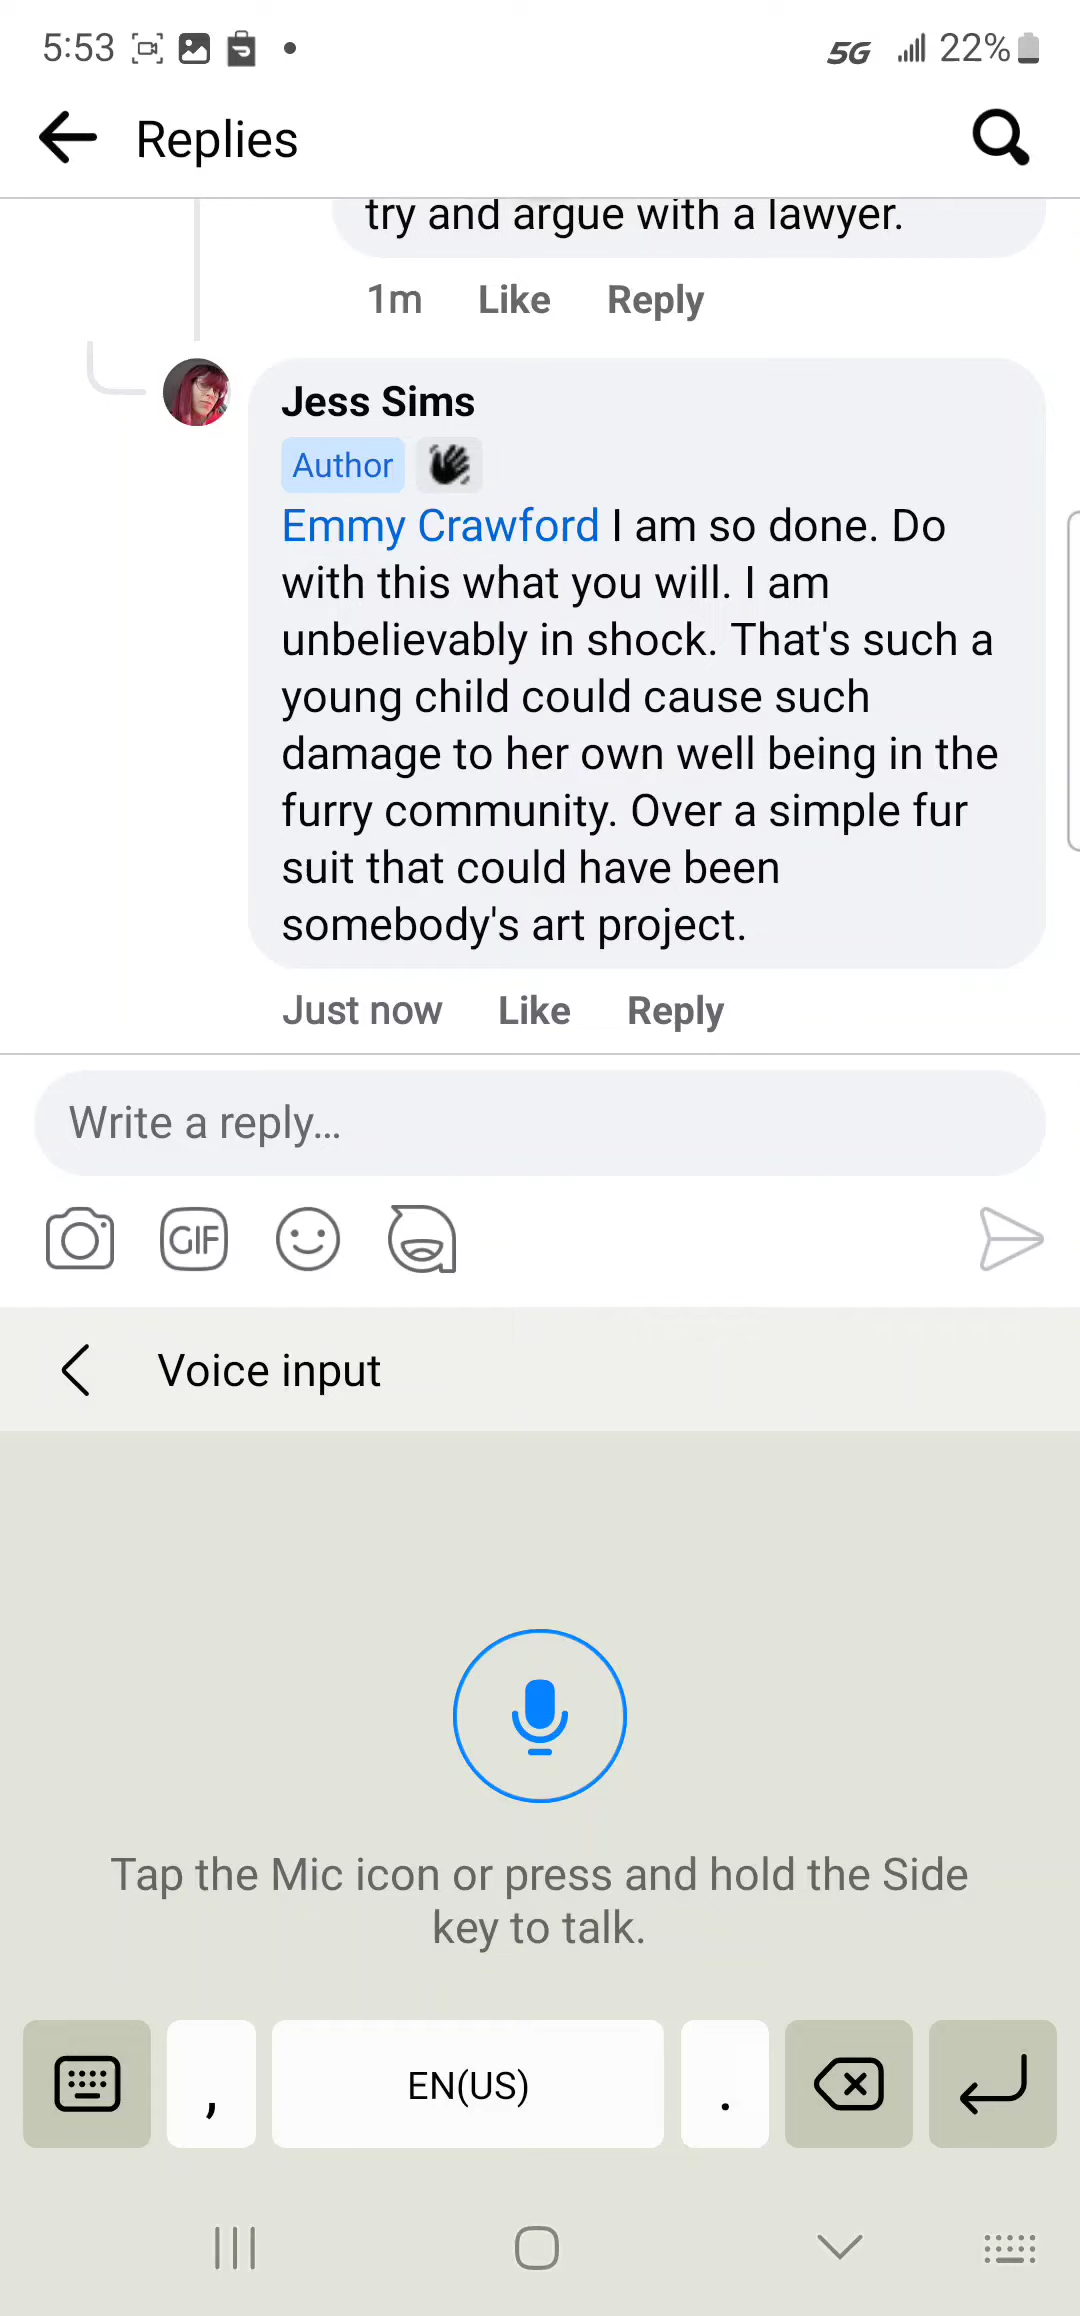 5:53
5G 22%
Replies
try and argue with a lawyer.
1m Like Reply
Jess Sims
Author
Emmy Crawford I am so done. Do
with this what you will. I am
unbelievably in shock. That's such a
young child could cause such
damage to her own well being in the
furry community. Over a simple fur
suit that could have been
somebody's art project.
Just now Like Reply
Write a reply...
GIF
Voice input
Tap the Mic icon or press and hold the Side
key to talk.
, EN(US) .